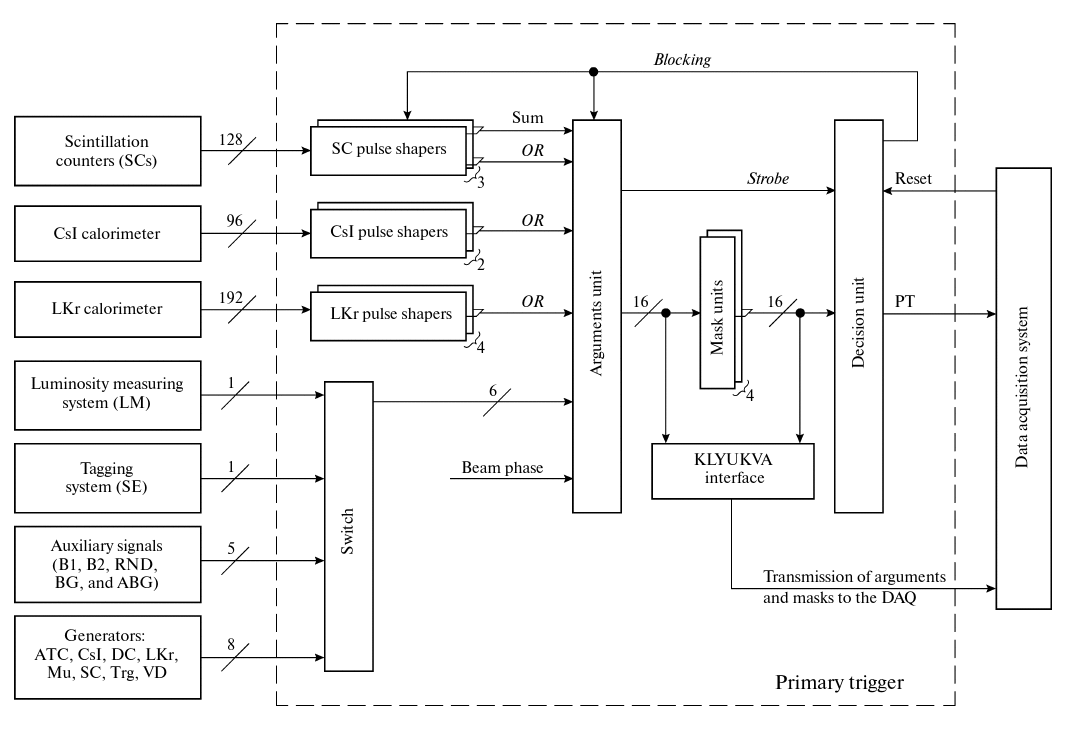 Blocking
Scintillation
counters (SCs)
128
SC pulse shapers
3
Sum
OR
CsI calorimeter
96
CsI pulse shapers
2
OR
LKr calorimeter
192
LKr pulse shapers
4
OR
Luminosity measuring
system (LM)
1
Tagging
system (SE)
1
Auxiliary signals
(B1, B2, RND,
BG, and ABG)
5
Generators:
ATC, CsI, DC, LKr,
Mu, SC, Trg, VD
8
Switch
6
Beam phase
Arguments unit
Strobe
16
Mask units
4
16
KLYUKVA
interface
Decision unit
Reset
PT
Data acquisition system
Transmission of arguments
and masks to the DAQ
Primary trigger